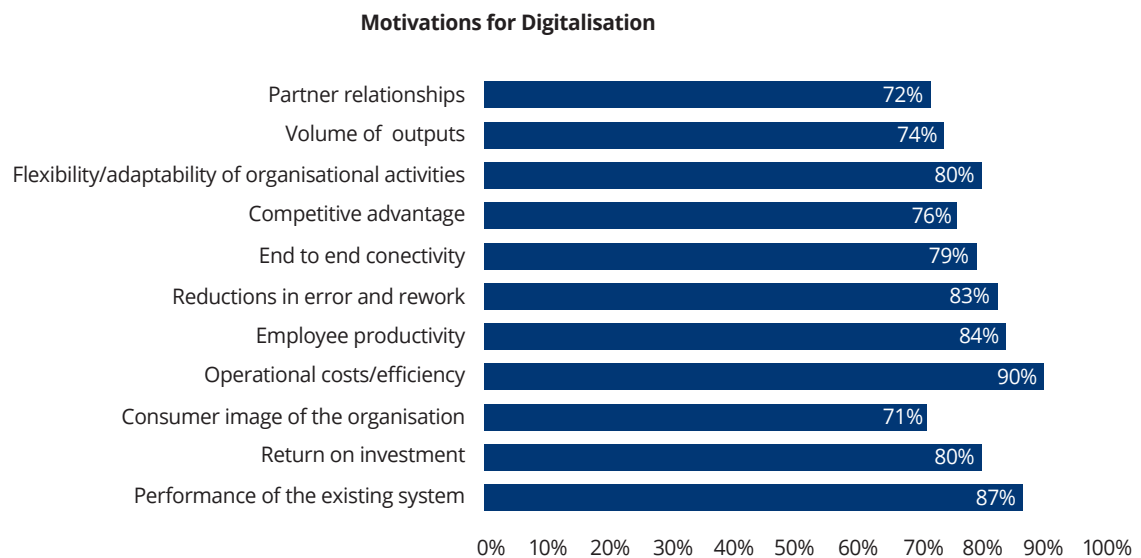 Motivations for Digitalisation
Partner relationships 72%
Volume of outputs 74%
Flexibility/adaptability of organisational activities 80%
Competitive advantage 76%
End to end conectivity 79%
Reductions in error and rework 83%
Employee productivity 84%
Operational costs/efficiency 90%
Consumer image of the organisation 71%
Return on investment 80%
Performance of the existing system 87%
0% 10% 20% 30% 40% 50% 60% 70% 80% 90% 100%